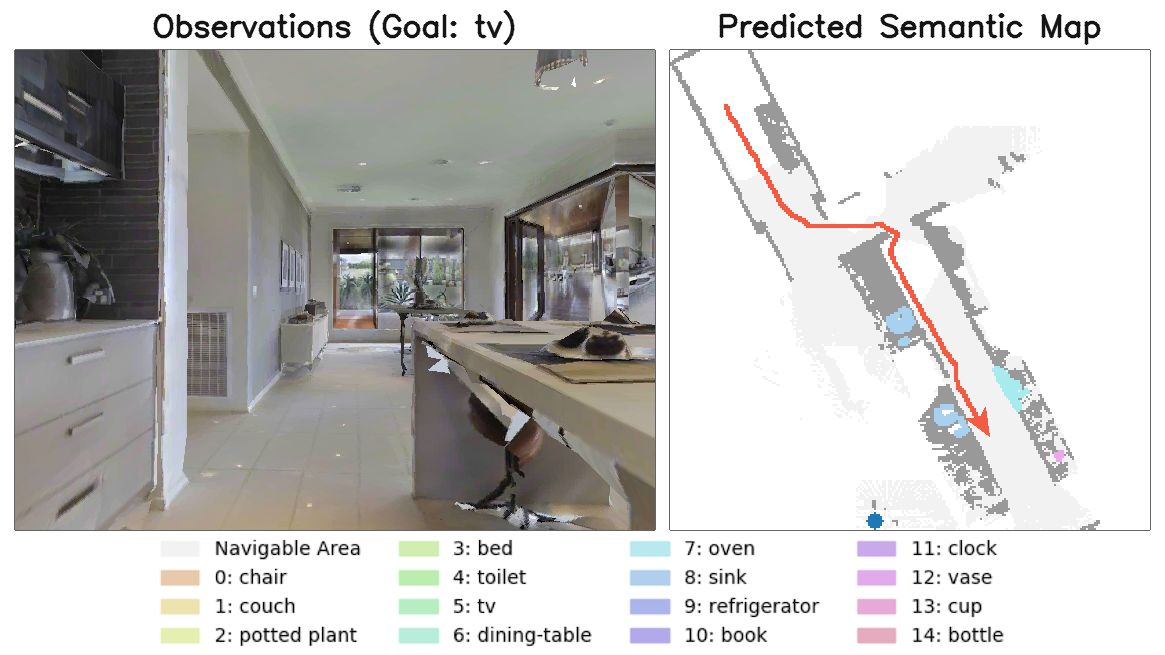 Observations (Goal: tv)
Predicted Semantic Map
Navigable Area
0: chair
1: couch
2: potted plant
3: bed
4: toilet
5: tv
6: dining-table
7: oven
8: sink
9: refrigerator
10: book
11: clock
12: vase
13: cup
14: bottle